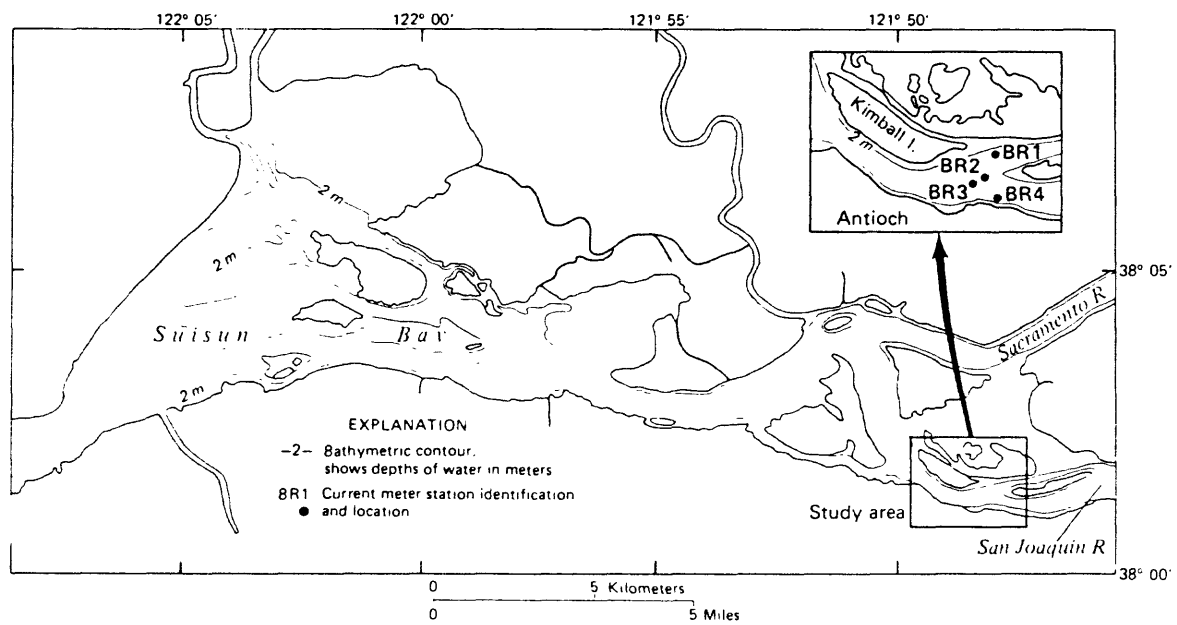 122° 05'
122° 00'
121° 55'
121° 50'
Kimball I.
2 m
BR1
BR2
BR3
BR4
Antioch
2 m
2 m
38° 05'
Suisun Bay
Sacramento R
2 m
EXPLANATION
-2- Bathymetric contour,
shows depths of water in meters
BR1 Current meter station identification
and location
Study area
San Joaquin R
38° 00'
0 5 Kilometers
0 5 Miles